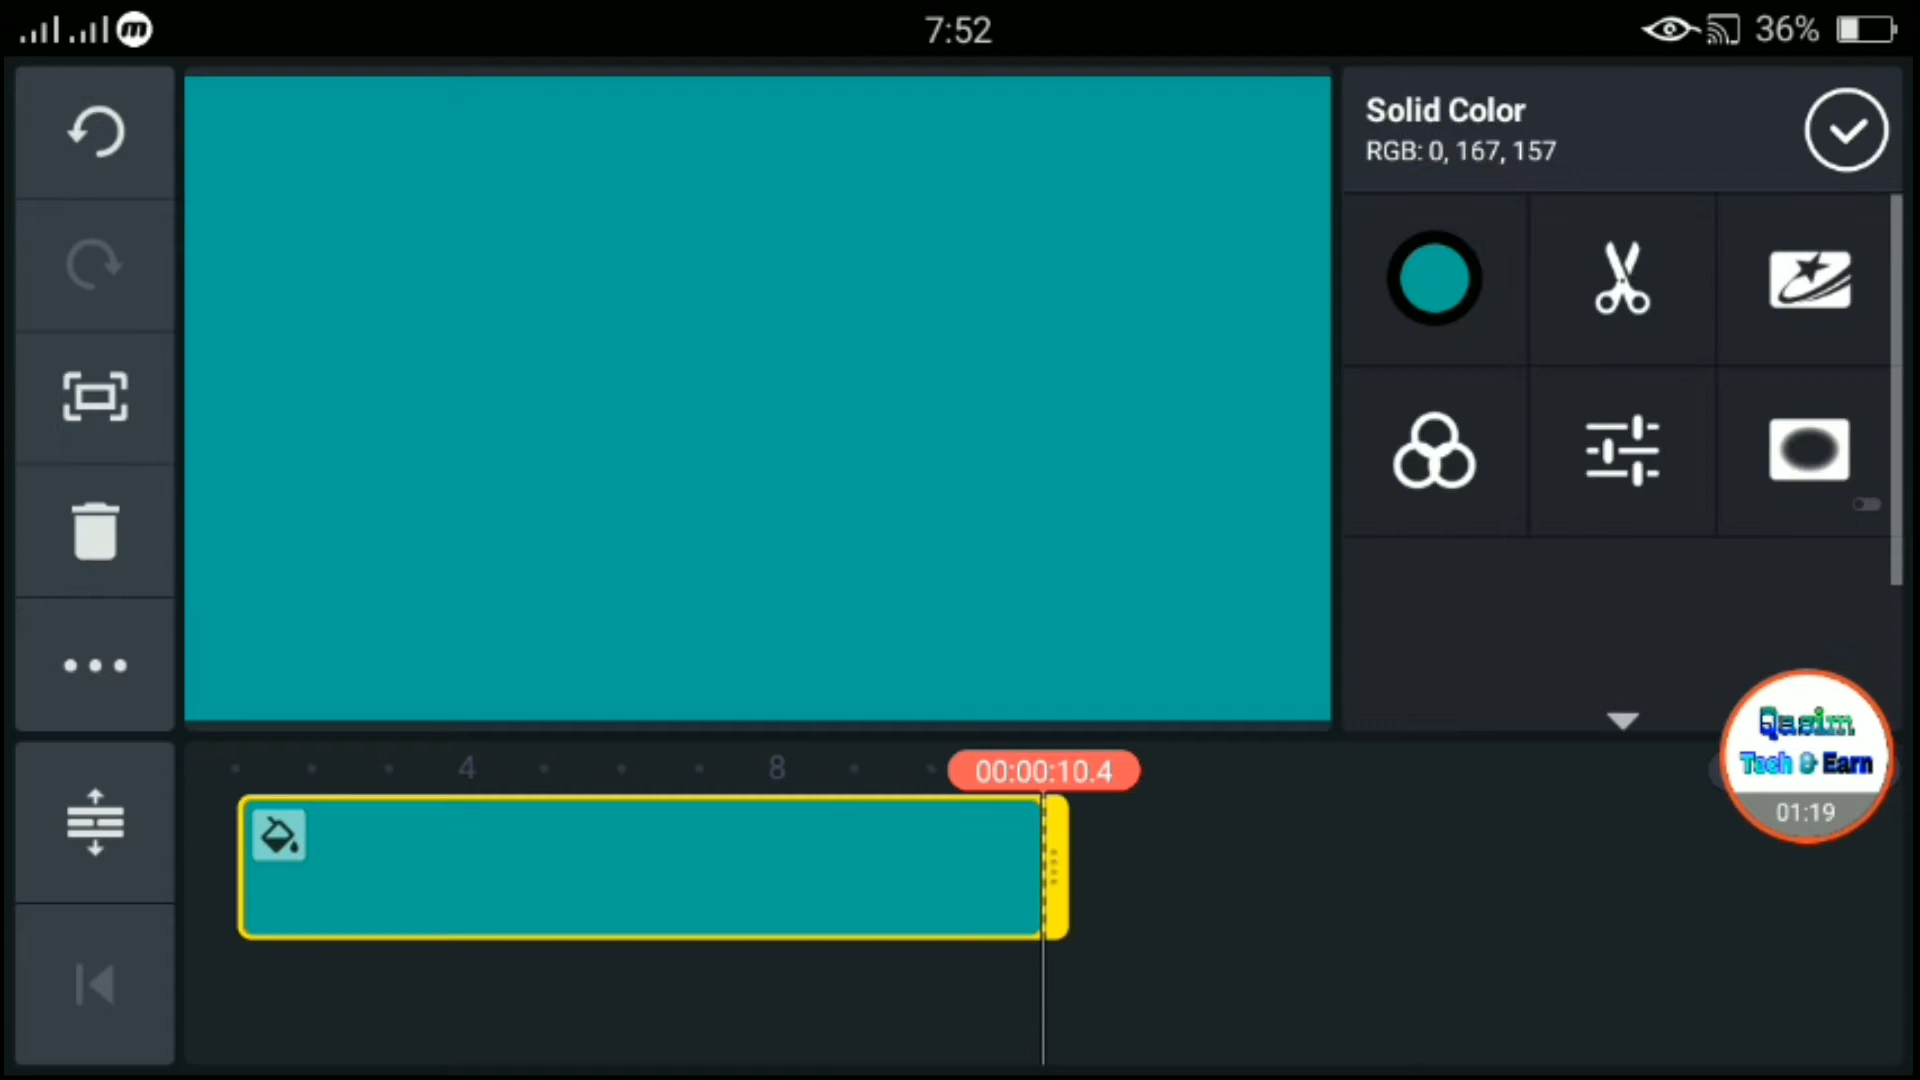 7:52
36%
Solid Color
RGB: 0, 167, 157
4
8
00:00:10.4
Qasim
Tech & Earn
01:19